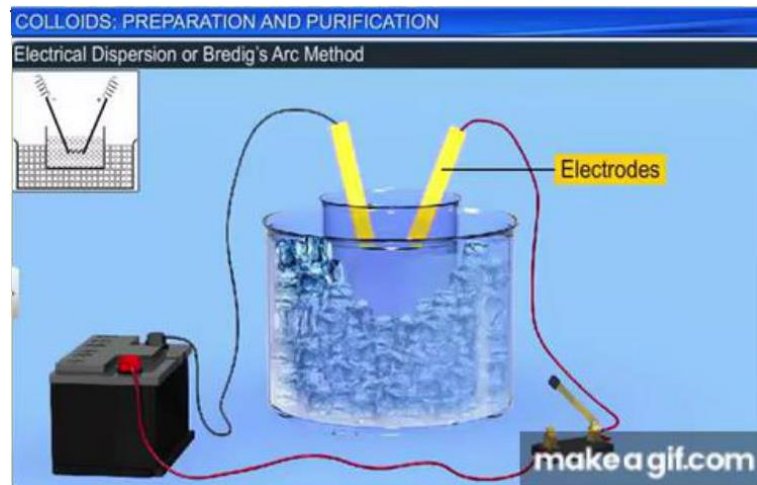 COLLOIDS: PREPARATION AND PURIFICATION
Electrical Dispersion or Bredig's Arc Method
Electrodes
makeagif.com